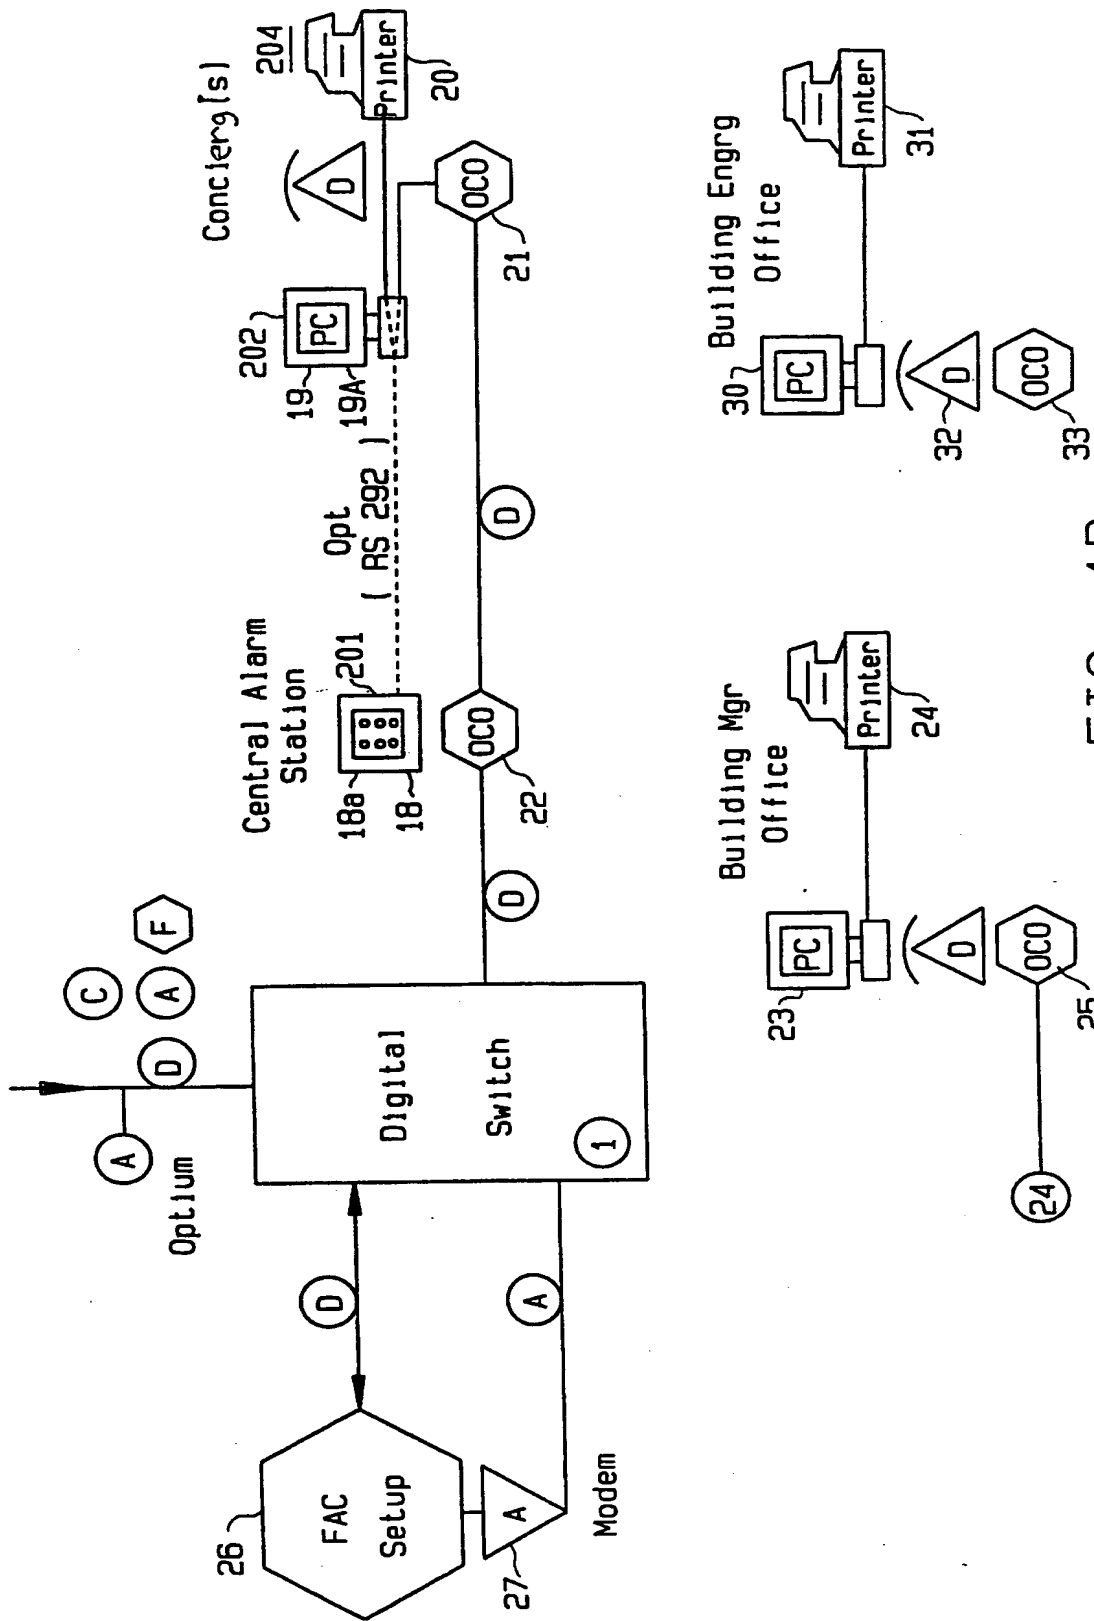 Concierg(s)
204
Printer
20
D
202
PC
19
19A
OCO
21
Opt
( RS 292 )
D
Central Alarm
Station
201
18a
18
OCO
22
D
C
F
A
D
A
Optium
Digital
Switch
1
D
A
26
FAC
Setup
A
27
Modem
Building Engrg
Office
Printer
31
30
PC
D
32
OCO
33
Building Mgr
Office
Printer
24
23
PC
D
OCO
25
24